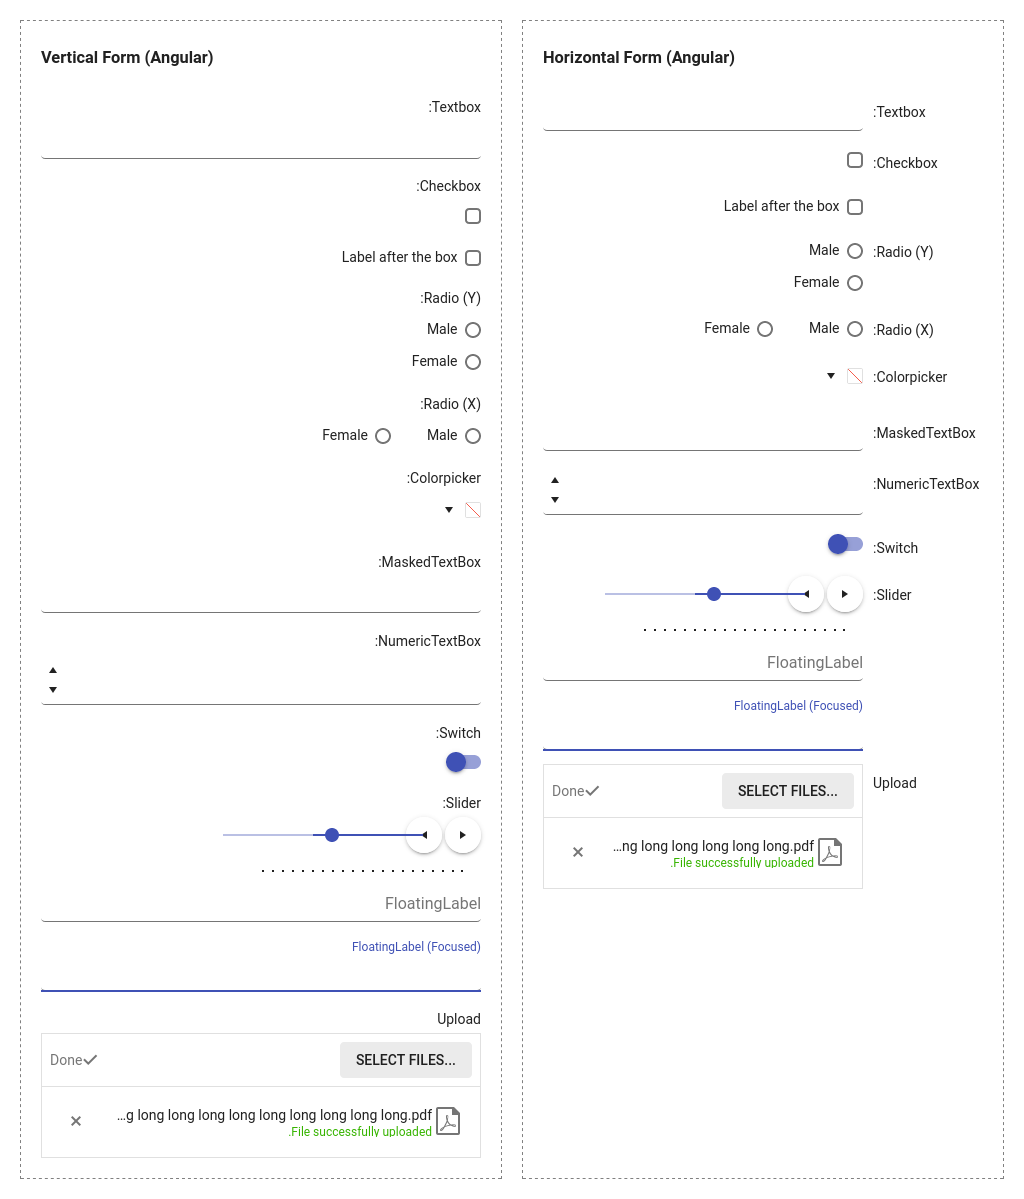 Vertical Form (Angular)
:Textbox
:Checkbox
Label after the box
:Radio (Y)
Male
Female
:Radio (X)
Female Male
:Colorpicker
:MaskedTextBox
:NumericTextBox
:Switch
:Slider
FloatingLabel
FloatingLabel (Focused)
Upload
Done SELECT FILES...
...g long long long long long long long long long.pdf
.File successfully uploaded
Horizontal Form (Angular)
:Textbox
:Checkbox
Label after the box
Male :Radio (Y)
Female
Female Male :Radio (X)
:Colorpicker
:MaskedTextBox
:NumericTextBox
:Switch
:Slider
FloatingLabel
FloatingLabel (Focused)
Done SELECT FILES... Upload
...ng long long long long long.pdf
.File successfully uploaded